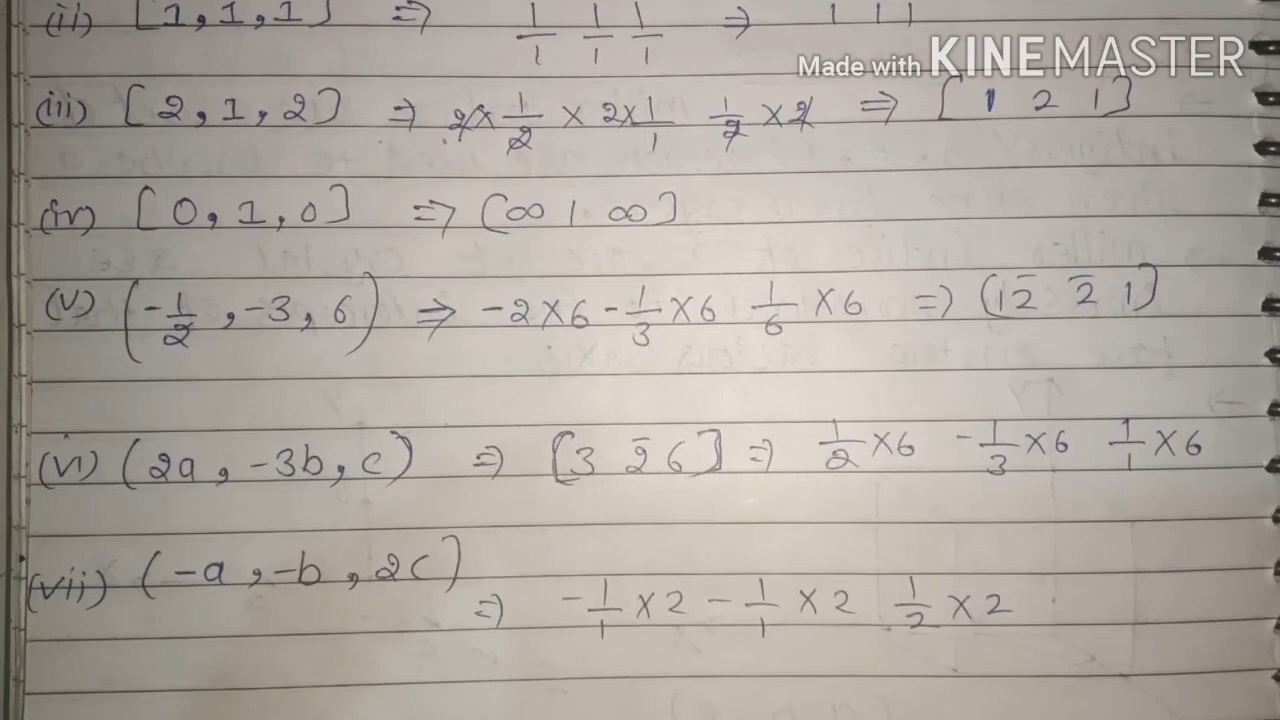 (ii) [1, 1, 1] ⇒ 1/1 1/1 1/1 ⇒ 1 1 1
Made with KINEMASTER
(iii) [2, 1, 2] ⇒ 2×1/2 × 2×1/1 1/2×2 ⇒ [1 2 1]
(iv) [0, 1, 0] ⇒ [∞ 1 ∞]
(v) (-1/2, -3, 6) ⇒ -2×6 -1/3×6 1/6×6 ⇒ (12̄ 2̄ 1)
(vi) (2a, -3b, c) ⇒ [3 2̄ 6] ⇒ 1/2×6 -1/3×6 1/1×6
(vii) (-a, -b, 2c)
⇒ -1/1×2 -1/1×2 1/2×2